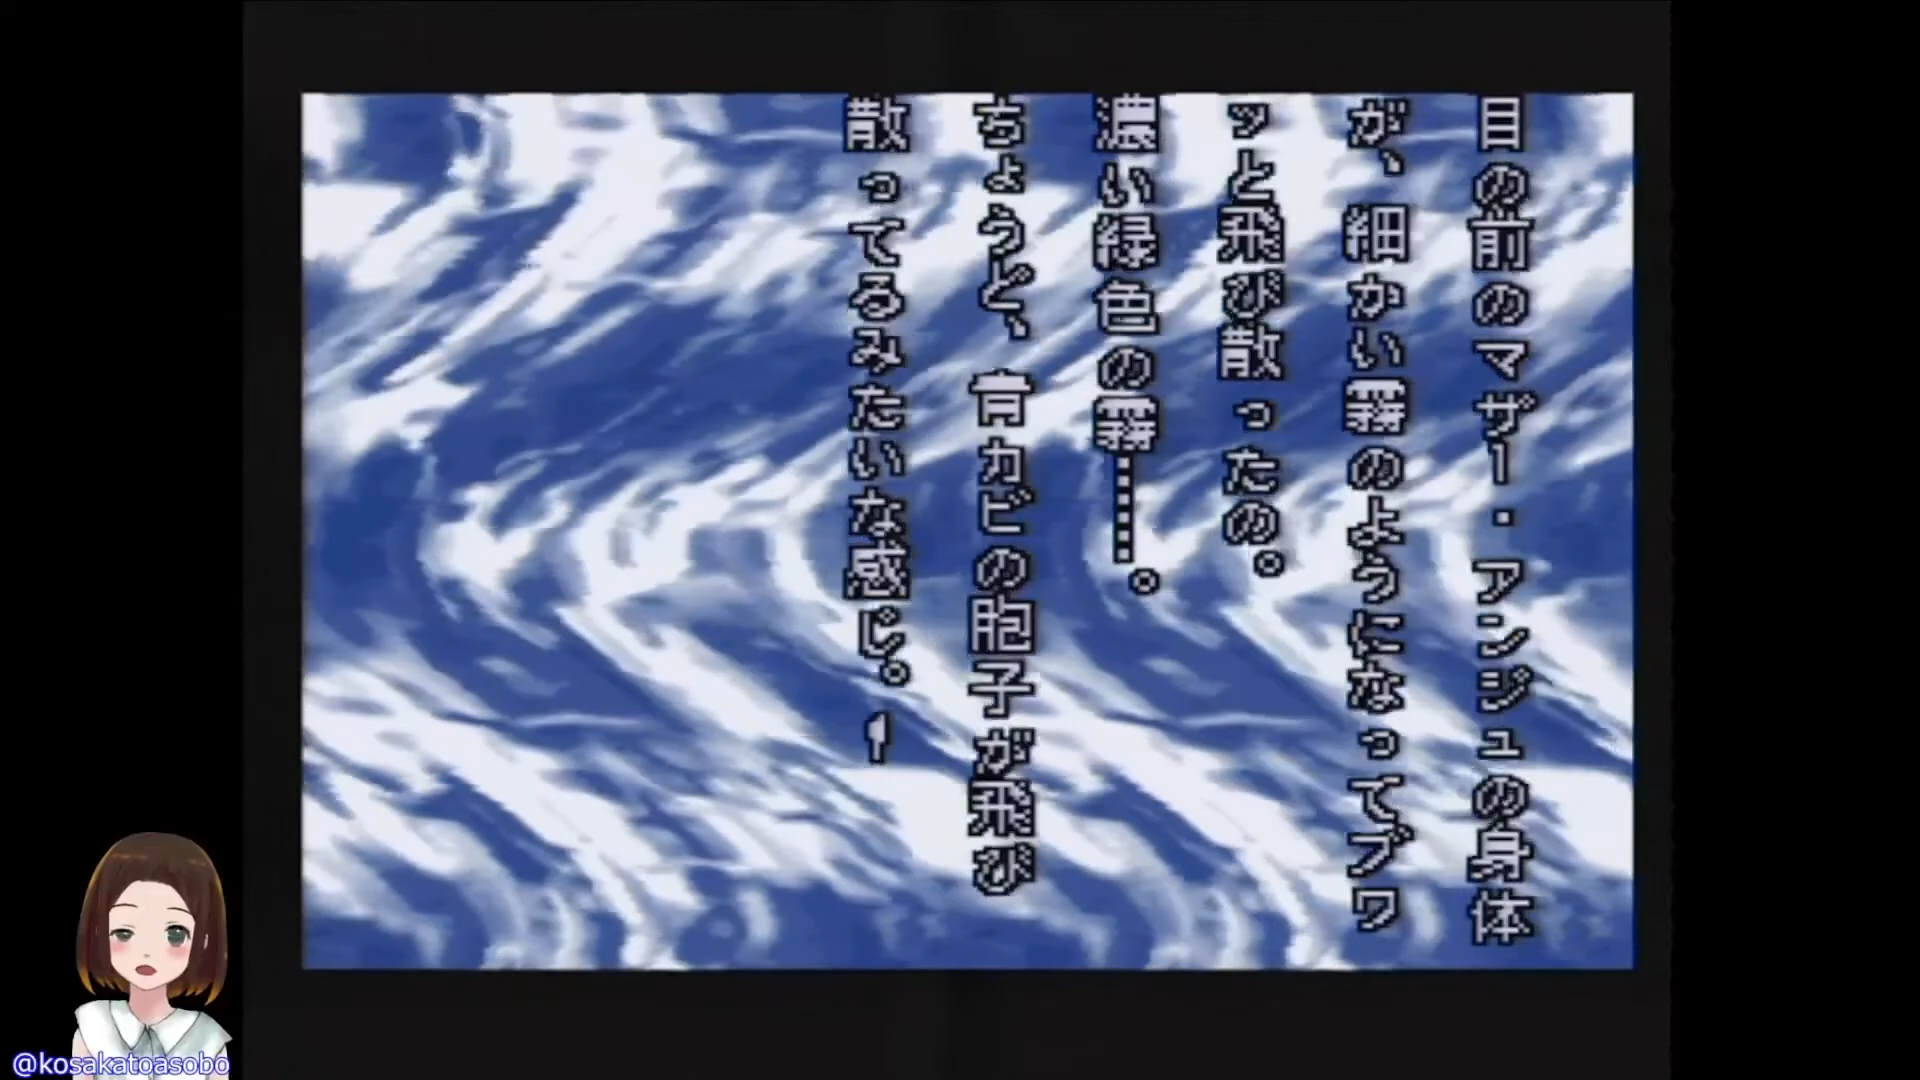 目の前のマザー・アンジュの身体
が、細かい霧のようになってブワ
ッと飛び散ったの。
濃い緑色の霧……。
ちょうど、青カビの胞子が飛び
散ってるみたいな感じ。
@kosakatoasobo